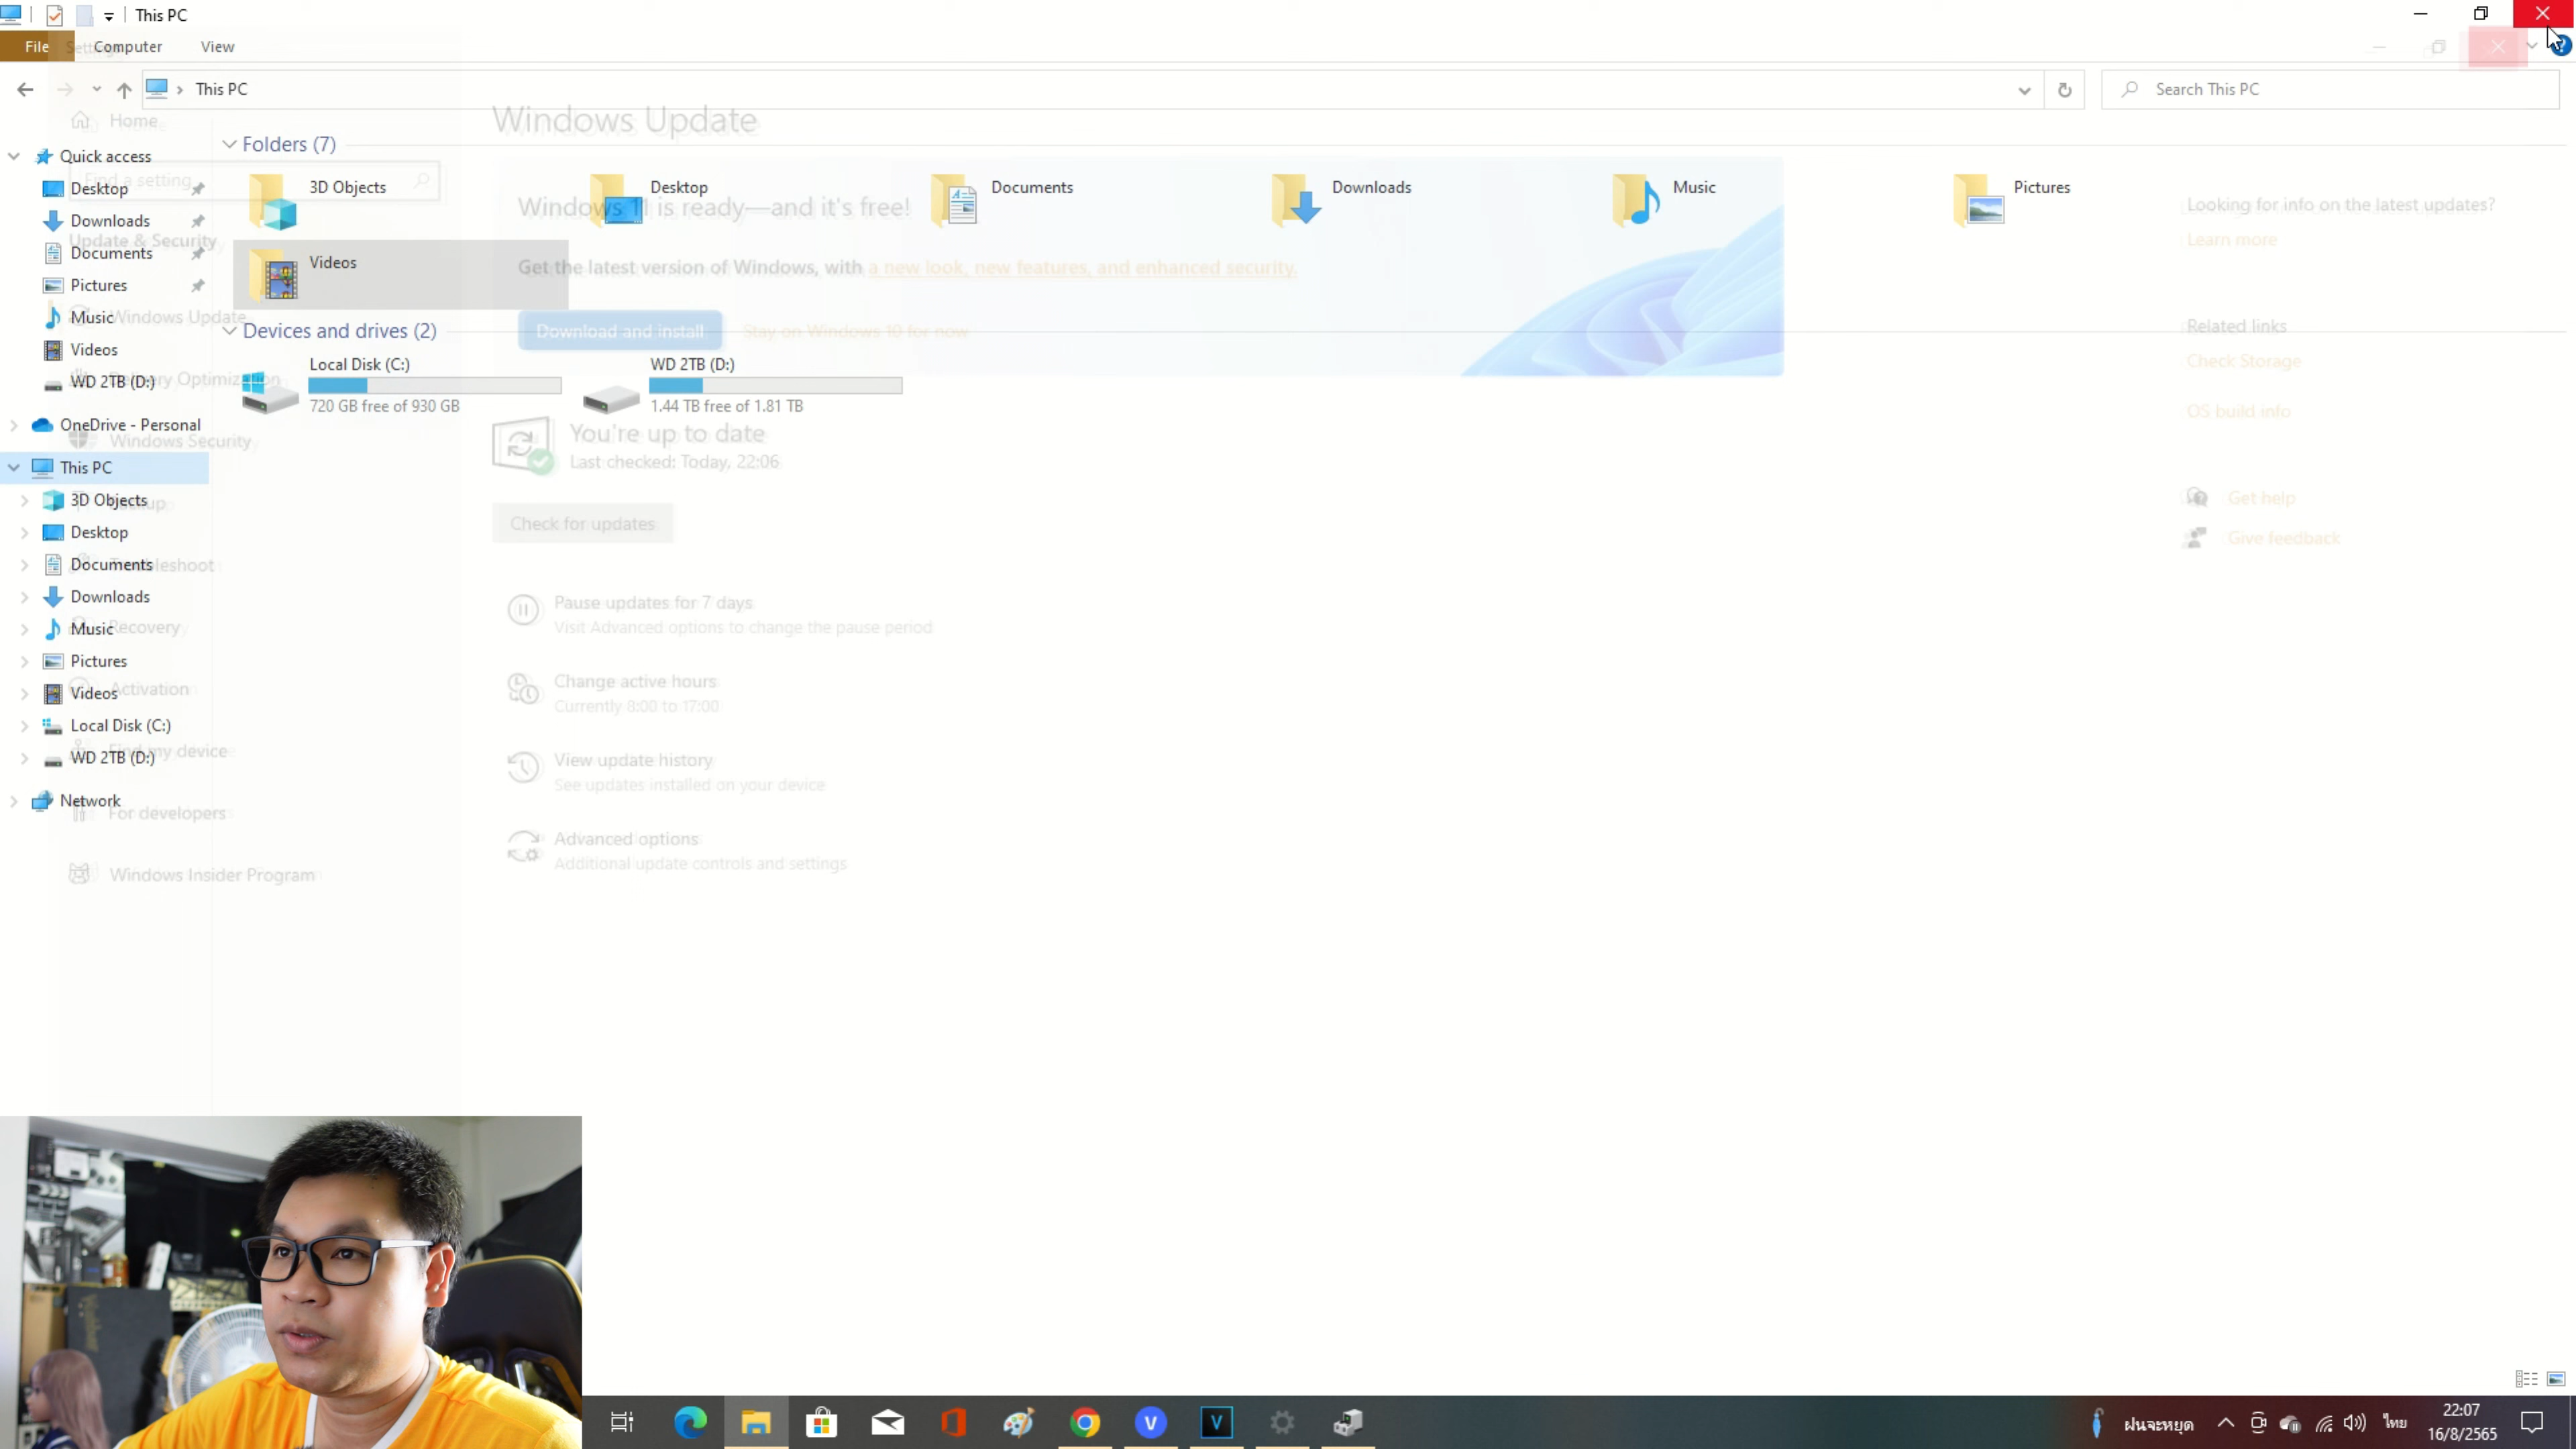 This PC
File
Settings
Computer
View
This PC
Search This PC
Home
Windows Update
Quick access
Folders (7)
Find a setting
Desktop
3D Objects
Desktop
Documents
Downloads
Music
Pictures
Windows 11 is ready—and it's free!
Looking for info on the latest updates?
Downloads
Update & Security
Learn more
Documents
Videos
Get the latest version of Windows, with a new look, new features, and enhanced security.
Pictures
Music
Windows Update
Devices and drives (2)
Download and install
Stay on Windows 10 for now
Related links
Videos
Local Disk (C:)
WD 2TB (D:)
Check Storage
WD 2TB (D:)
Delivery Optimization
720 GB free of 930 GB
1.44 TB free of 1.81 TB
OS build info
OneDrive - Personal
Windows Security
You're up to date
Last checked: Today, 22:06
This PC
3D Objects
Backup
Get help
Desktop
Check for updates
Give feedback
Documents
Troubleshoot
Downloads
Pause updates for 7 days
Visit Advanced options to change the pause period
Music
Recovery
Pictures
Change active hours
Currently 8:00 to 17:00
Videos
Activation
Local Disk (C:)
View update history
See updates installed on your device
Find my device
WD 2TB (D:)
Network
For developers
Advanced options
Additional update controls and settings
Windows Insider Program
ฝนจะหยุด
ไทย
22:07
16/8/2565